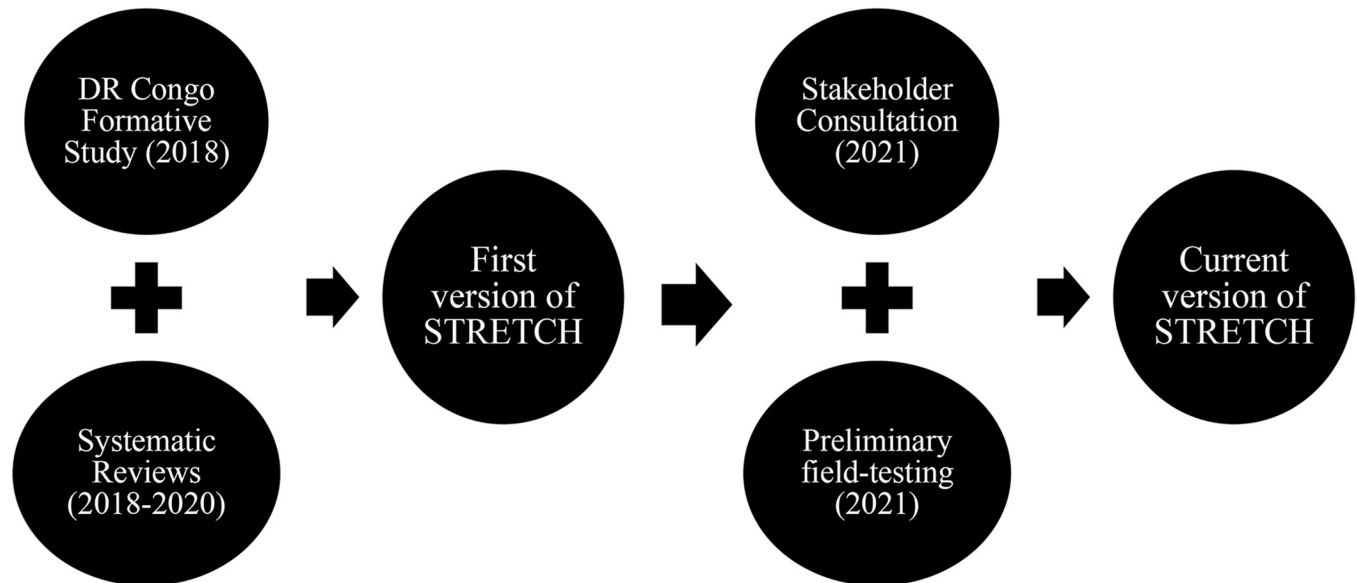 DR Congo
Formative
Study (2018)
Systematic
Reviews
(2018-2020)
First
version of
STRETCH
Stakeholder
Consultation
(2021)
Preliminary
field-testing
(2021)
Current
version of
STRETCH